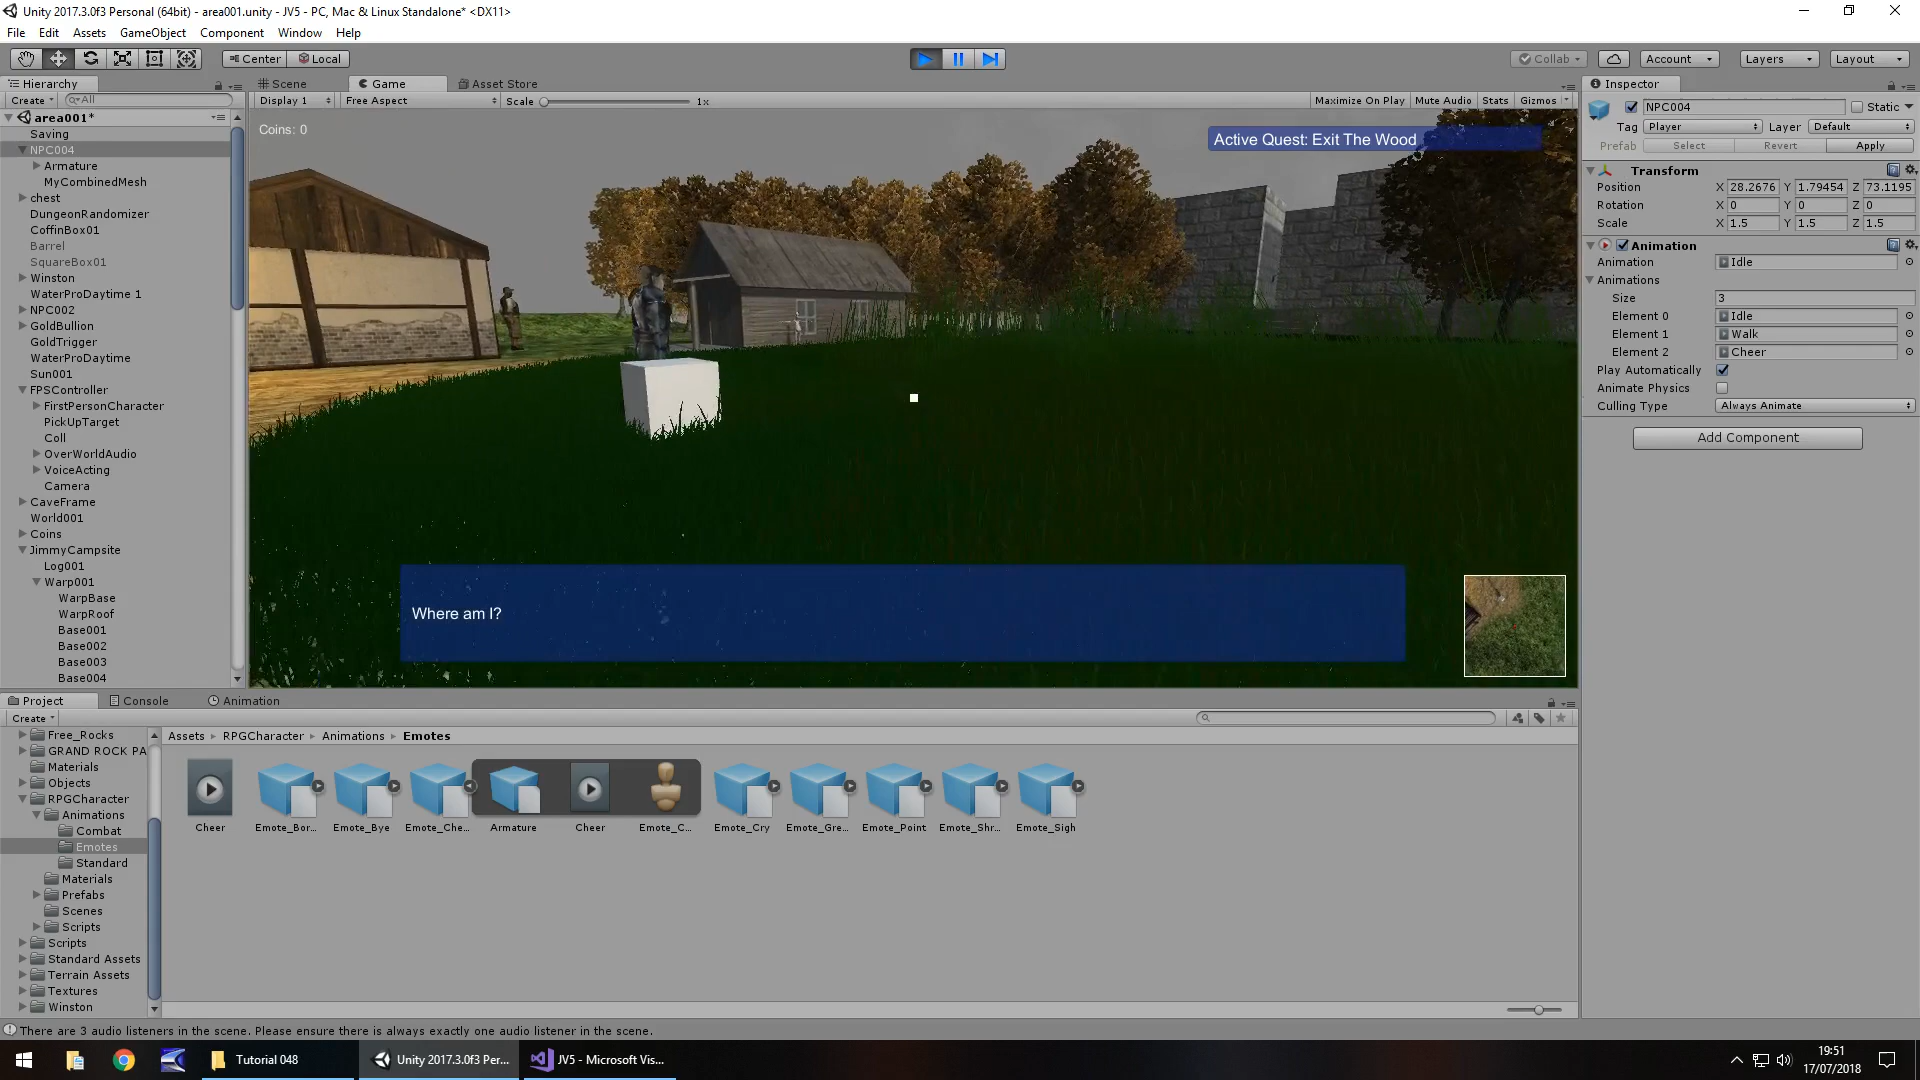 Unity 2017.3.0f3 Personal (64bit) - area001.unity - JV5 - PC, Mac & Linux Standalone* <DX11>
File Edit Assets GameObject Component Window Help
Center Local Collab Account Layers Layout
Hierarchy
Create All
area001*
Saving
NPC004
Armature
MyCombinedMesh
chest
DungeonRandomizer
CoffinBox01
Barrel
SquareBox01
Winston
WaterProDaytime 1
NPC002
GoldBullion
GoldTrigger
WaterProDaytime
Sun001
FPSController
FirstPersonCharacter
PickUpTarget
Coll
OverWorldAudio
VoiceActing
Camera
CaveFrame
World001
Coins
JimmyCampsite
Log001
Warp001
WarpBase
WarpRoof
Base001
Base002
Base003
Base004
Scene Game Asset Store
Display 1 Free Aspect Scale 1x Maximize On Play Mute Audio Stats Gizmos
Coins: 0
Active Quest: Exit The Wood
Where am I?
Inspector
NPC004 Static
Tag Player Layer Default
Prefab Select Revert Apply
Transform
Position X 28.2676 Y 1.79454 Z 73.1195
Rotation X 0 Y 0 Z 0
Scale X 1.5 Y 1.5 Z 1.5
Animation
Animation Idle
Animations
Size 3
Element 0 Idle
Element 1 Walk
Element 2 Cheer
Play Automatically
Animate Physics
Culling Type Always Animate
Add Component
Project Console Animation
Create
Free_Rocks
GRAND ROCK PA
Materials
Objects
RPGCharacter
Animations
Combat
Emotes
Standard
Materials
Prefabs
Scenes
Scripts
Scripts
Standard Assets
Terrain Assets
Textures
Winston
Assets RPGCharacter Animations Emotes
Cheer Emote_Bor... Emote_Bye Emote_Che... Armature Cheer Emote_C... Emote_Cry Emote_Gre... Emote_Point Emote_Shr... Emote_Sigh
There are 3 audio listeners in the scene. Please ensure there is always exactly one audio listener in the scene.
Tutorial 048 Unity 2017.3.0f3 Per... JV5 - Microsoft Vis...
19:51
17/07/2018